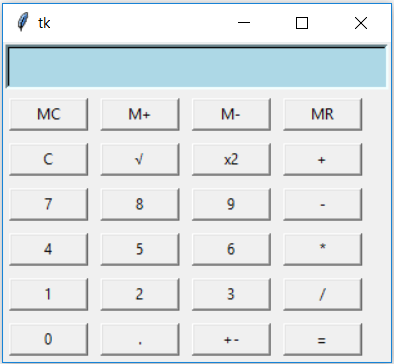 tk
MC M+ M- MR
C √ x2 +
7 8 9 -
4 5 6 *
1 2 3 /
0 . +- =